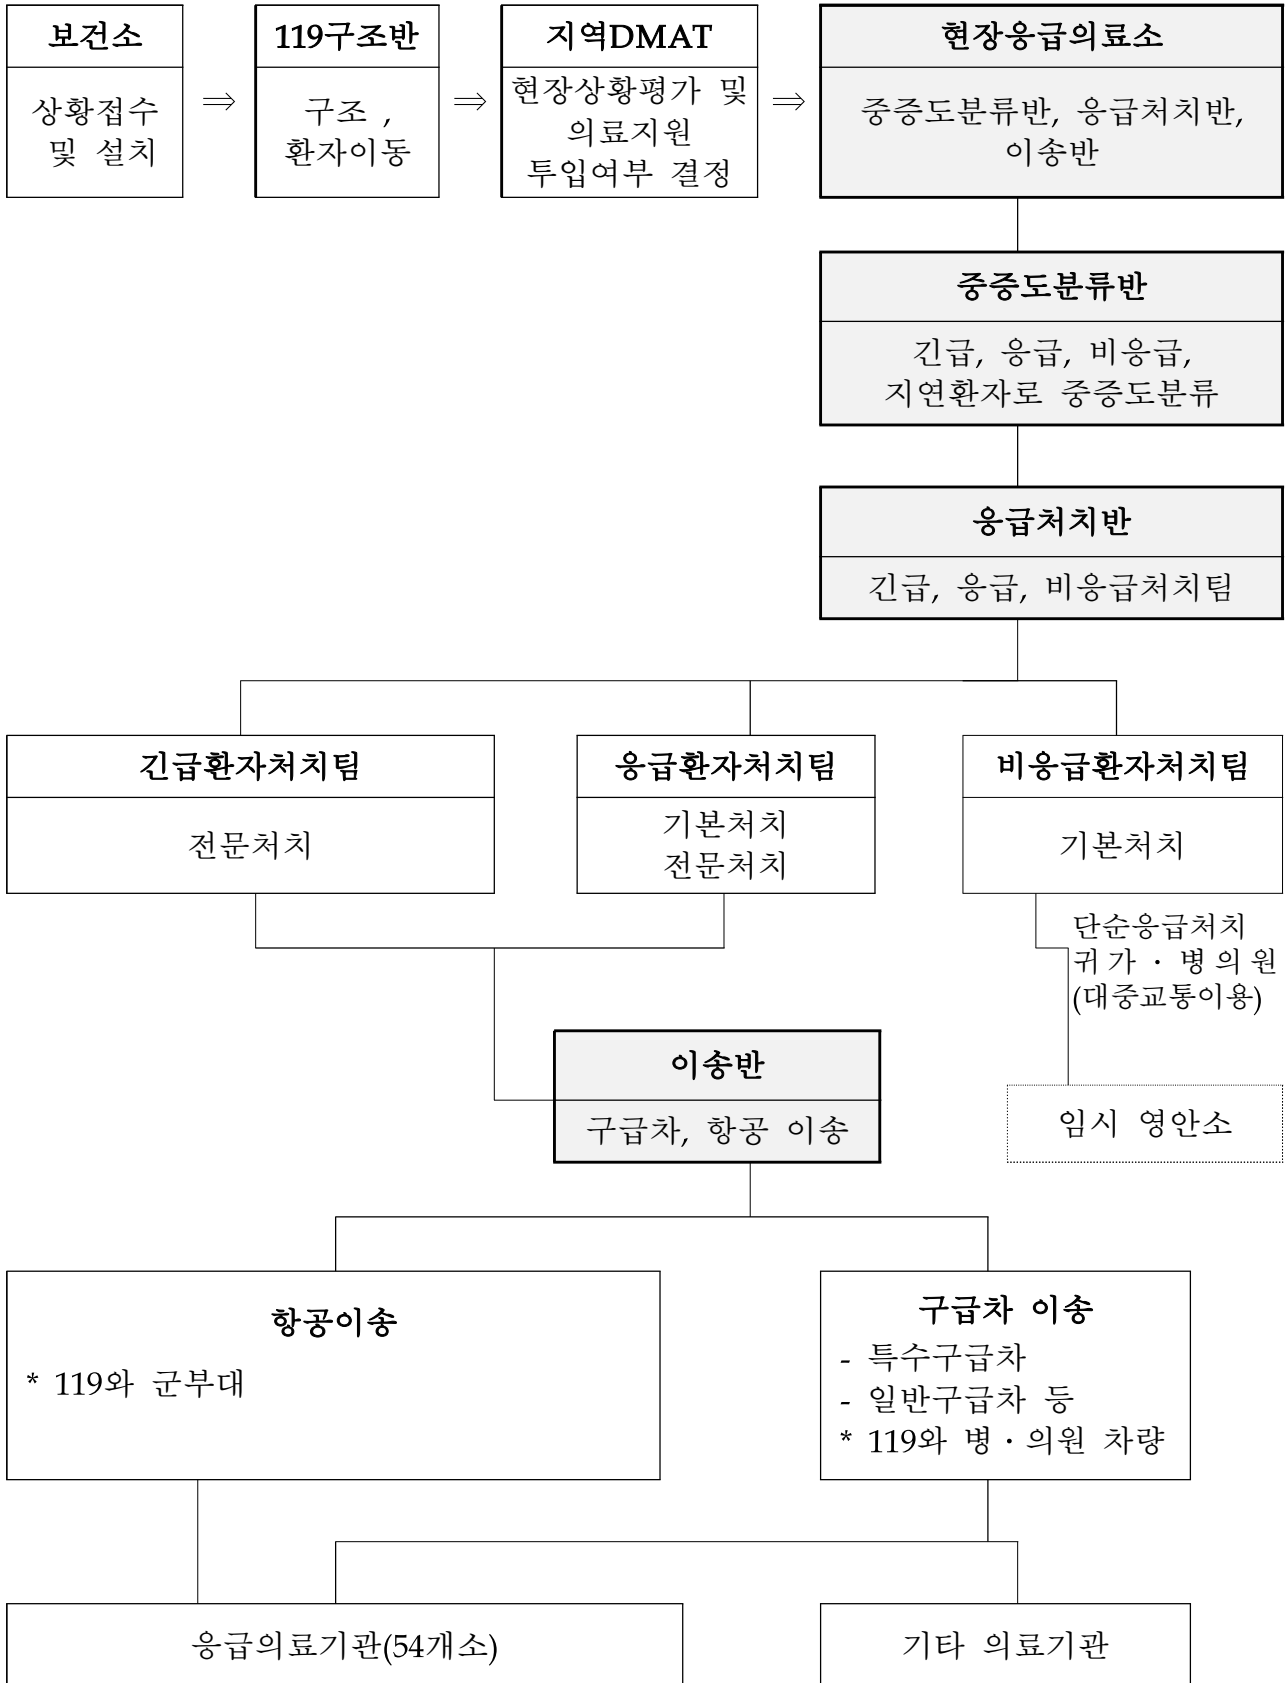 보건소
상황접수
및 설치
⇒
119구조반
구조 ,
환자이동
⇒
지역DMAT
현장상황평가 및
의료지원
투입여부 결정
⇒
현장응급의료소
중증도분류반, 응급처치반,
이송반
중증도분류반
긴급, 응급, 비응급,
지연환자로 중증도분류
응급처치반
긴급, 응급, 비응급처치팀
긴급환자처치팀
전문처치
응급환자처치팀
기본처치
전문처치
비응급환자처치팀
기본처치
단순응급처치
귀가 · 병의원
(대중교통이용)
이송반
구급차, 항공 이송
임시 영안소
항공이송
* 119와 군부대
구급차 이송
- 특수구급차
- 일반구급차 등
* 119와 병 · 의원 차량
응급의료기관(54개소)
기타 의료기관